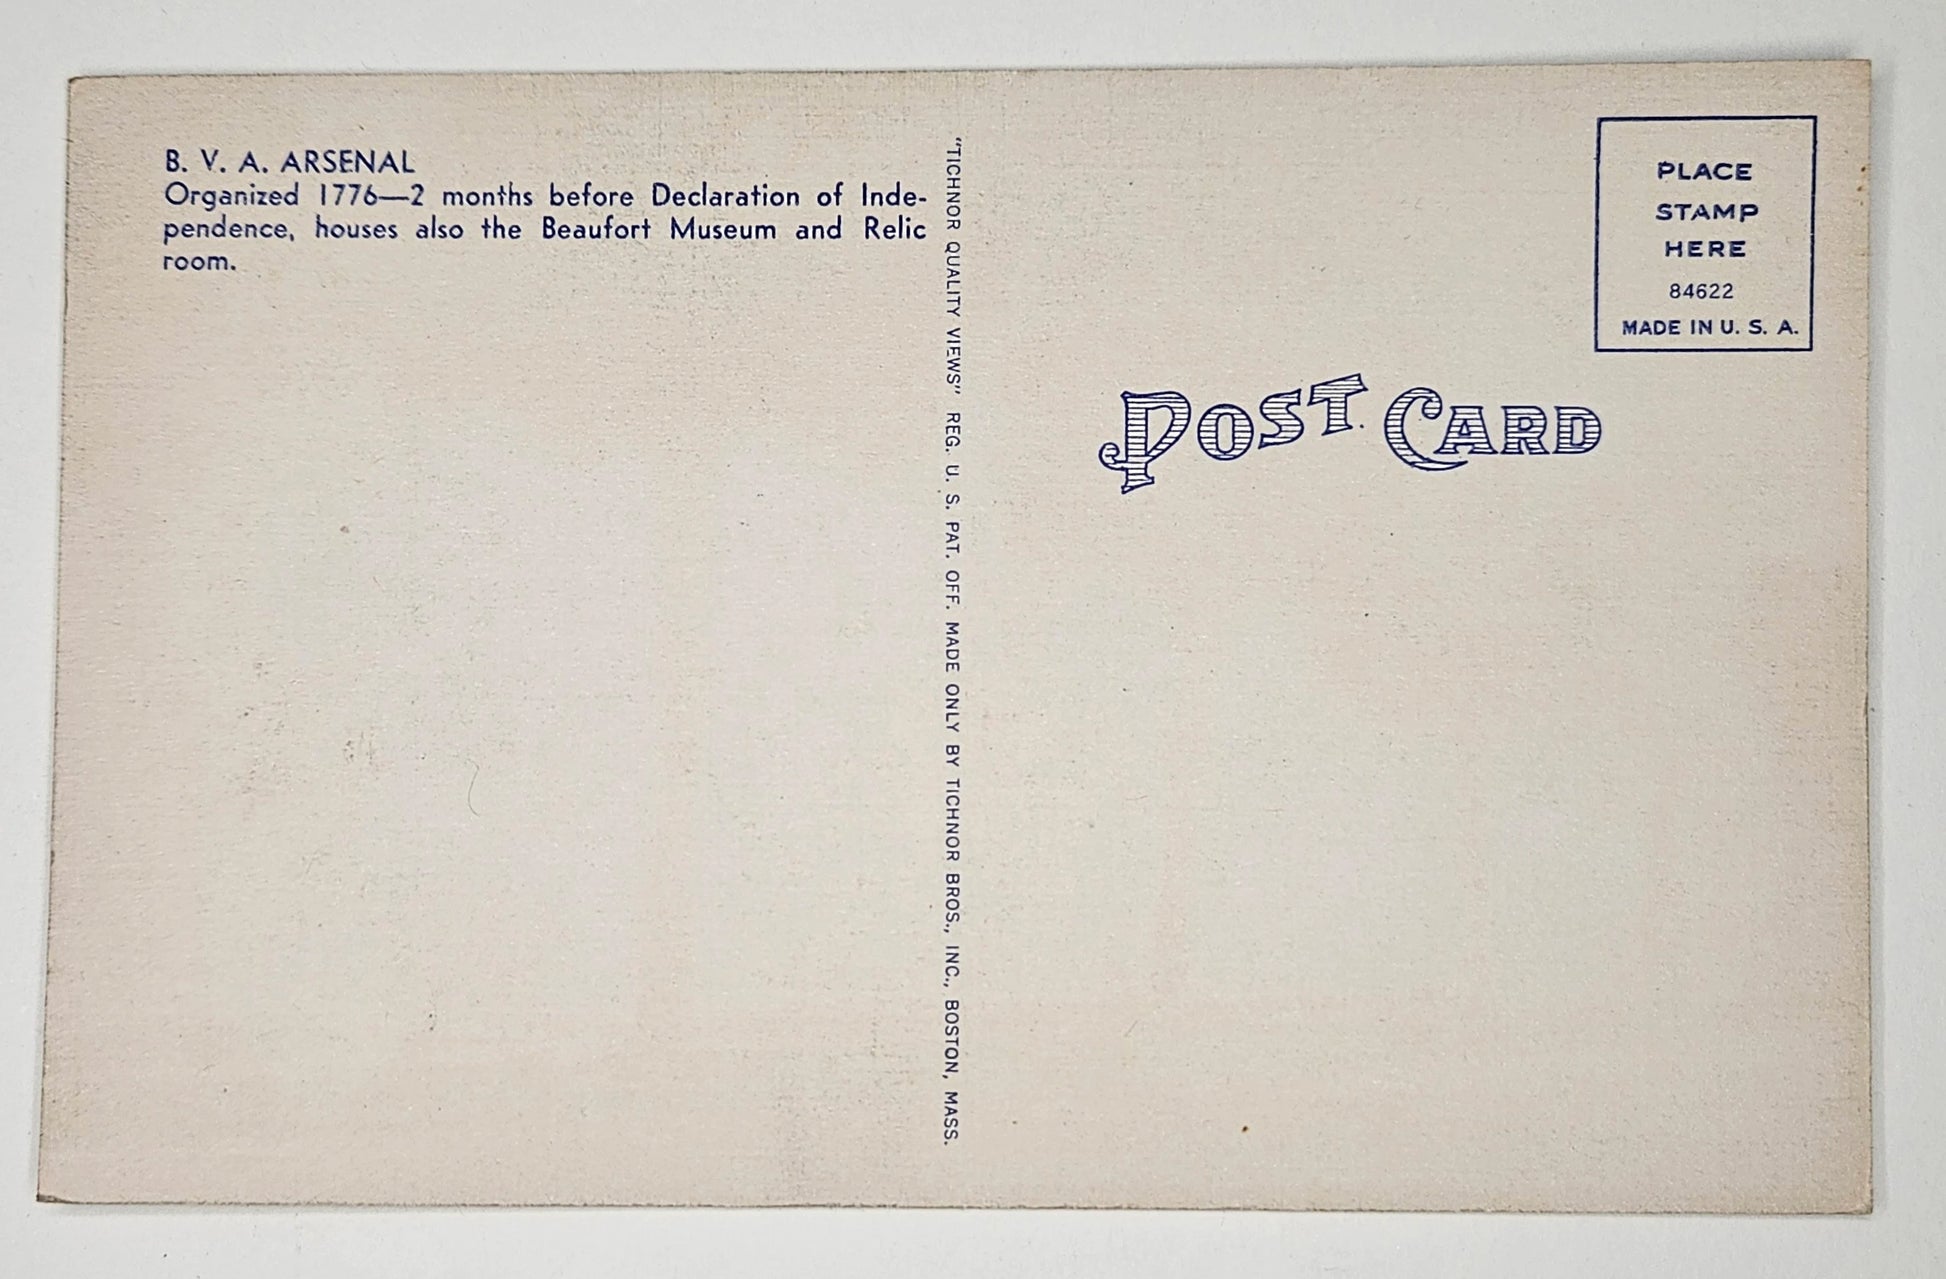 B. V. A. ARSENAL
Organized 1776—2 months before Declaration of Inde-
pendence, houses also the Beaufort Museum and Relic
room.
"TICHNOR QUALITY VIEWS" REG. U. S. PAT. OFF. MADE ONLY BY TICHNOR BROS., INC., BOSTON, MASS.
PLACE
STAMP
HERE
84622
MADE IN U. S. A.
POST CARD